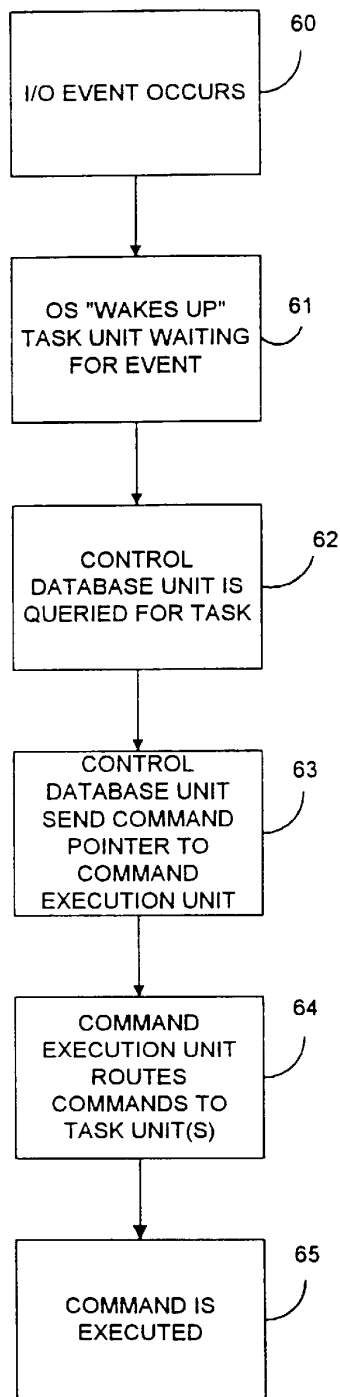 60
I/O EVENT OCCURS
61
OS "WAKES UP"
TASK UNIT WAITING
FOR EVENT
62
CONTROL
DATABASE UNIT IS
QUERIED FOR TASK
63
CONTROL
DATABASE UNIT
SEND COMMAND
POINTER TO
COMMAND
EXECUTION UNIT
64
COMMAND
EXECUTION UNIT
ROUTES
COMMANDS TO
TASK UNIT(S)
65
COMMAND IS
EXECUTED